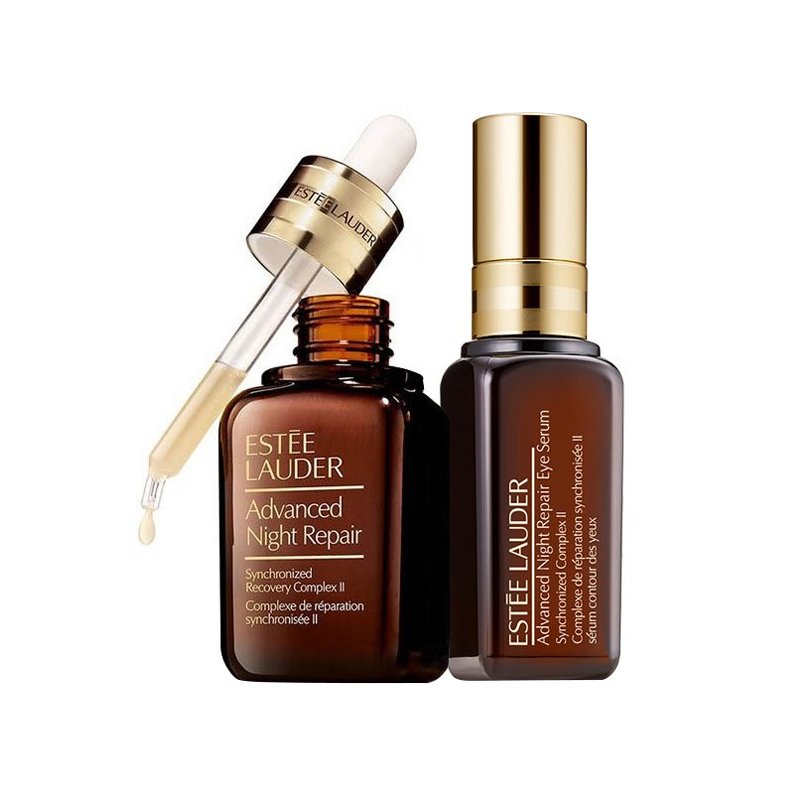 ESTĒE LAUDER
ESTĒE
LAUDER
Advanced
Night Repair
Synchronized
Recovery Complex II
Complexe de réparation
synchronisée II
ESTĒE LAUDER
Advanced Night Repair Eye Serum
Synchronized Complex II
Complexe de réparation synchronisée II
sérum contour des yeux